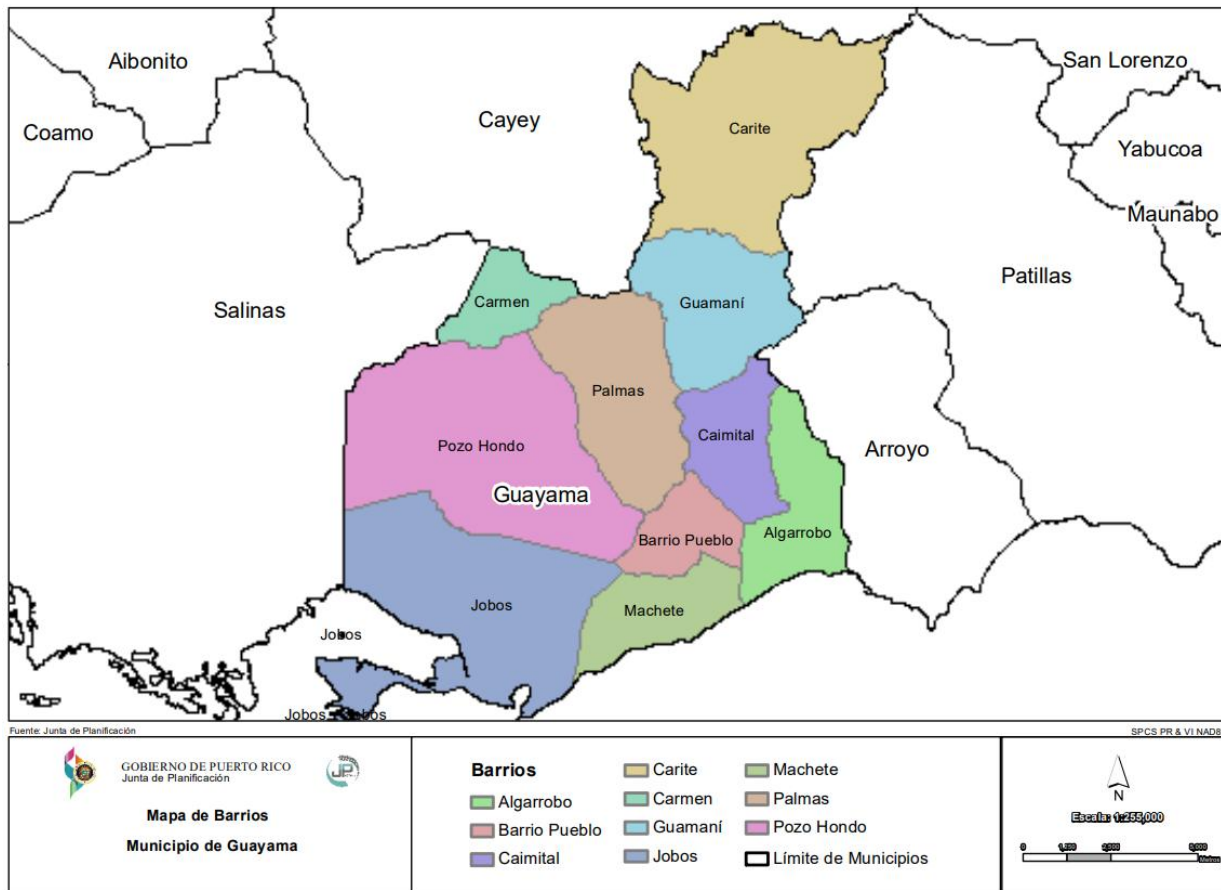 San Lorenzo
Aibonito
Cayey
Coamo
Carite
Yabucoa
Maunabo
Patillas
Salinas
Carmen
Guamaní
Palmas
Caimital
Pozo Hondo
Arroyo
Guayama
Algarrobo
Barrio Pueblo
Jobos
Machete
Jobos
Jobos
Fuente: Junta de Planificación
SPCS PR & VI NAD8
GOBIERNO DE PUERTO RICO
Junta de Planificación
JP
Mapa de Barrios
Municipio de Guayama
Barrios
Algarrobo
Barrio Pueblo
Caimital
Carite
Carmen
Guamaní
Jobos
Machete
Palmas
Pozo Hondo
Límite de Municipios
N
Escala: 1:255,000
0
Metros